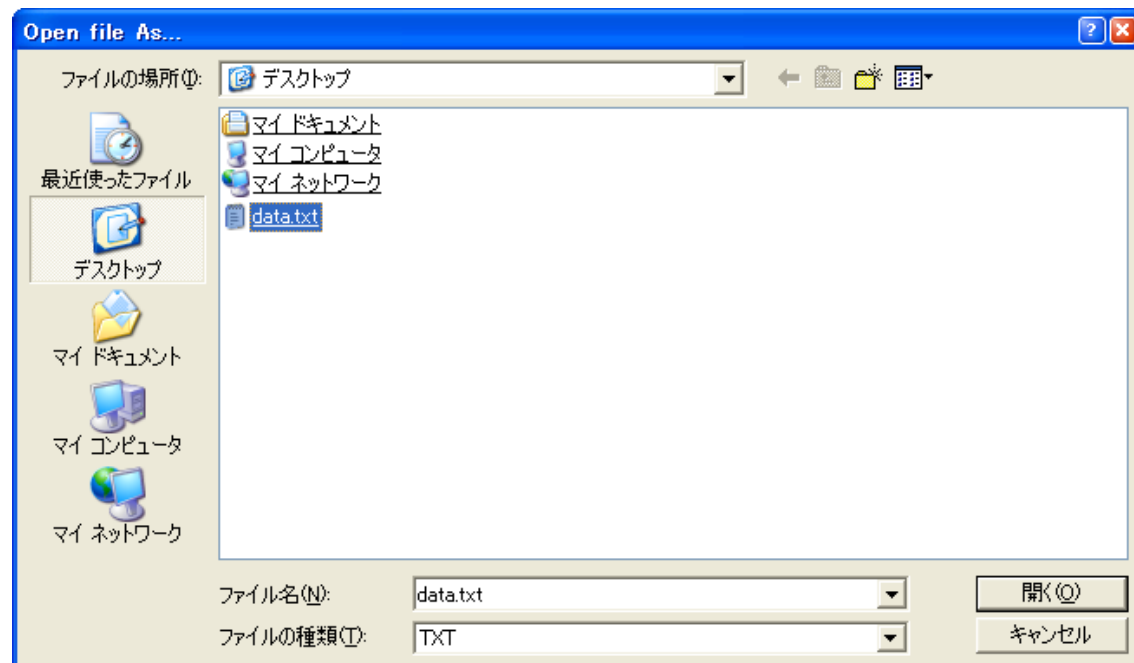 Open file As...
ファイルの場所(I):
デスクトップ
最近使ったファイル
デスクトップ
マイ ドキュメント
マイ コンピュータ
マイ ネットワーク
マイ ドキュメント
マイ コンピュータ
マイ ネットワーク
data.txt
ファイル名(N):
data.txt
開く(O)
ファイルの種類(T):
TXT
キャンセル